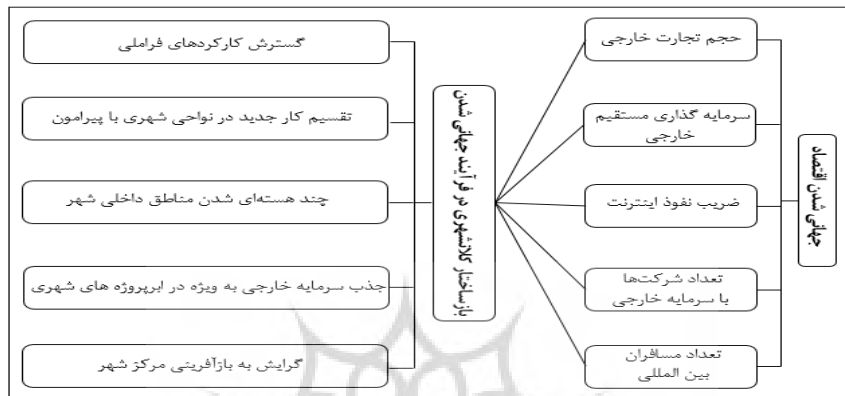 جهانی شدن اقتصاد
حجم تجارت خارجی
سرمایه گذاری مستقیم
خارجی
ضریب نفوذ اینترنت
تعداد شرکت‌ها
با سرمایه خارجی
تعداد مسافران
بین المللی
بازساختار کلانشهری در فرآیند جهانی شدن
گسترش کارکردهای فراملی
تقسیم کار جدید در نواحی شهری با پیرامون
چند هسته‌ای شدن مناطق داخلی شهر
جذب سرمایه خارجی به ویژه در ابرپروژه های شهری
گرایش به بازآفرینی مرکز شهر